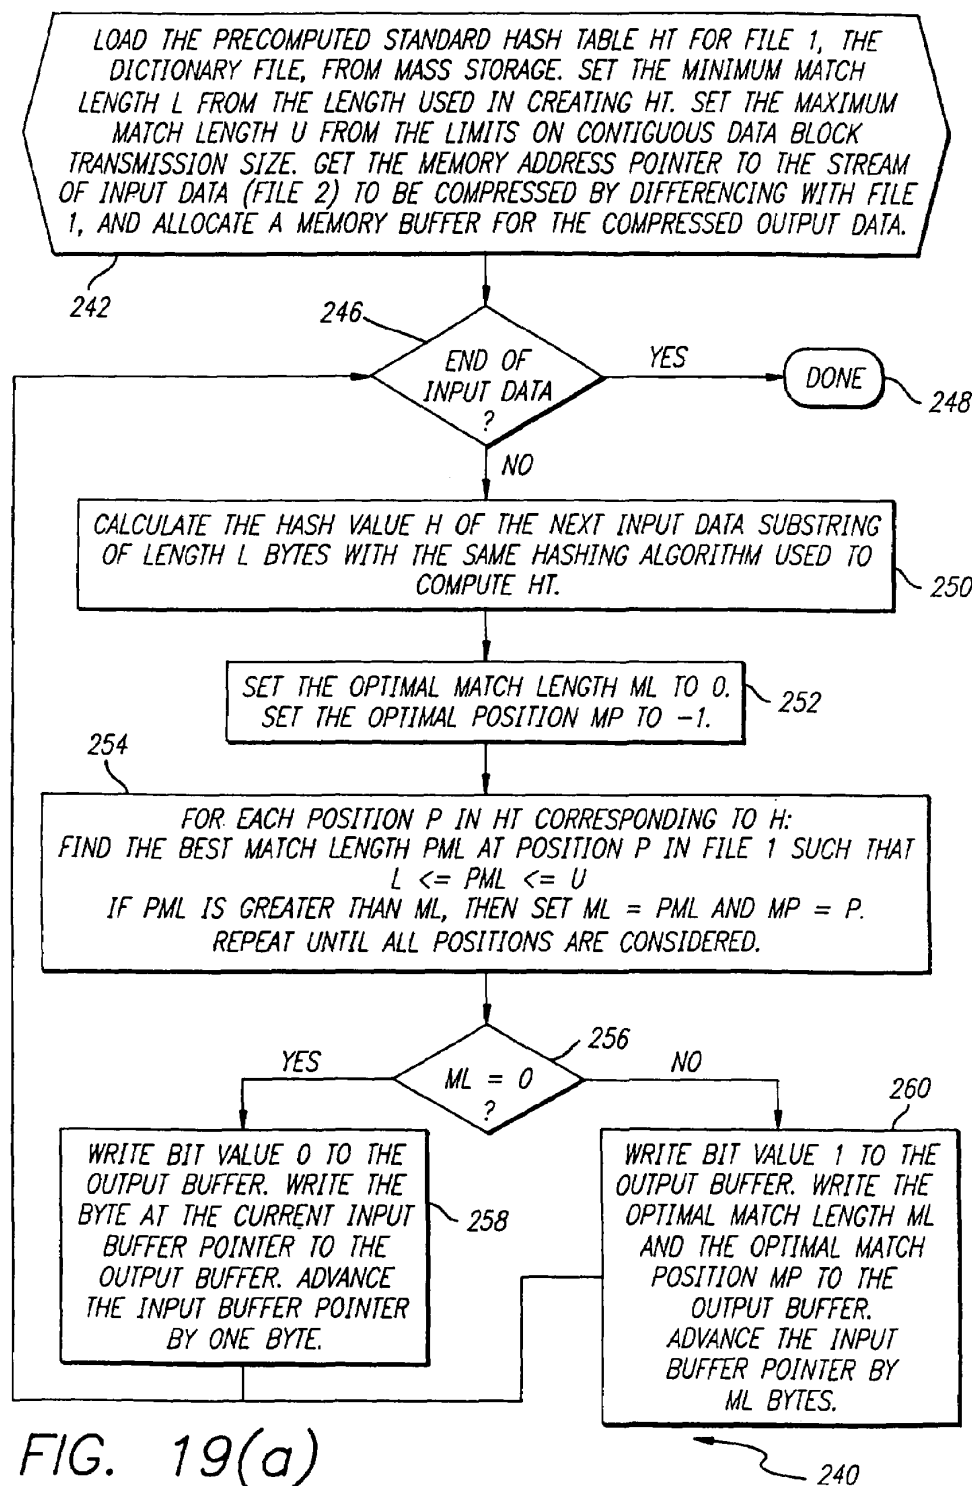 LOAD THE PRECOMPUTED STANDARD HASH TABLE HT FOR FILE 1, THE
DICTIONARY FILE, FROM MASS STORAGE. SET THE MINIMUM MATCH
LENGTH L FROM THE LENGTH USED IN CREATING HT. SET THE MAXIMUM
MATCH LENGTH U FROM THE LIMITS ON CONTIGUOUS DATA BLOCK
TRANSMISSION SIZE. GET THE MEMORY ADDRESS POINTER TO THE STREAM
OF INPUT DATA (FILE 2) TO BE COMPRESSED BY DIFFERENCING WITH FILE
1, AND ALLOCATE A MEMORY BUFFER FOR THE COMPRESSED OUTPUT DATA.
242
246
END OF
INPUT DATA
?
YES
DONE
248
NO
CALCULATE THE HASH VALUE H OF THE NEXT INPUT DATA SUBSTRING
OF LENGTH L BYTES WITH THE SAME HASHING ALGORITHM USED TO
COMPUTE HT.
250
SET THE OPTIMAL MATCH LENGTH ML TO 0.
SET THE OPTIMAL POSITION MP TO -1.
252
254
FOR EACH POSITION P IN HT CORRESPONDING TO H:
FIND THE BEST MATCH LENGTH PML AT POSITION P IN FILE 1 SUCH THAT
L <= PML <= U
IF PML IS GREATER THAN ML, THEN SET ML = PML AND MP = P.
REPEAT UNTIL ALL POSITIONS ARE CONSIDERED.
256
YES
ML = 0
?
NO
WRITE BIT VALUE 0 TO THE
OUTPUT BUFFER. WRITE THE
BYTE AT THE CURRENT INPUT
BUFFER POINTER TO THE
OUTPUT BUFFER. ADVANCE
THE INPUT BUFFER POINTER
BY ONE BYTE.
258
260
WRITE BIT VALUE 1 TO THE
OUTPUT BUFFER. WRITE THE
OPTIMAL MATCH LENGTH ML
AND THE OPTIMAL MATCH
POSITION MP TO THE
OUTPUT BUFFER.
ADVANCE THE INPUT
BUFFER POINTER BY
ML BYTES.
FIG. 19(a)
240